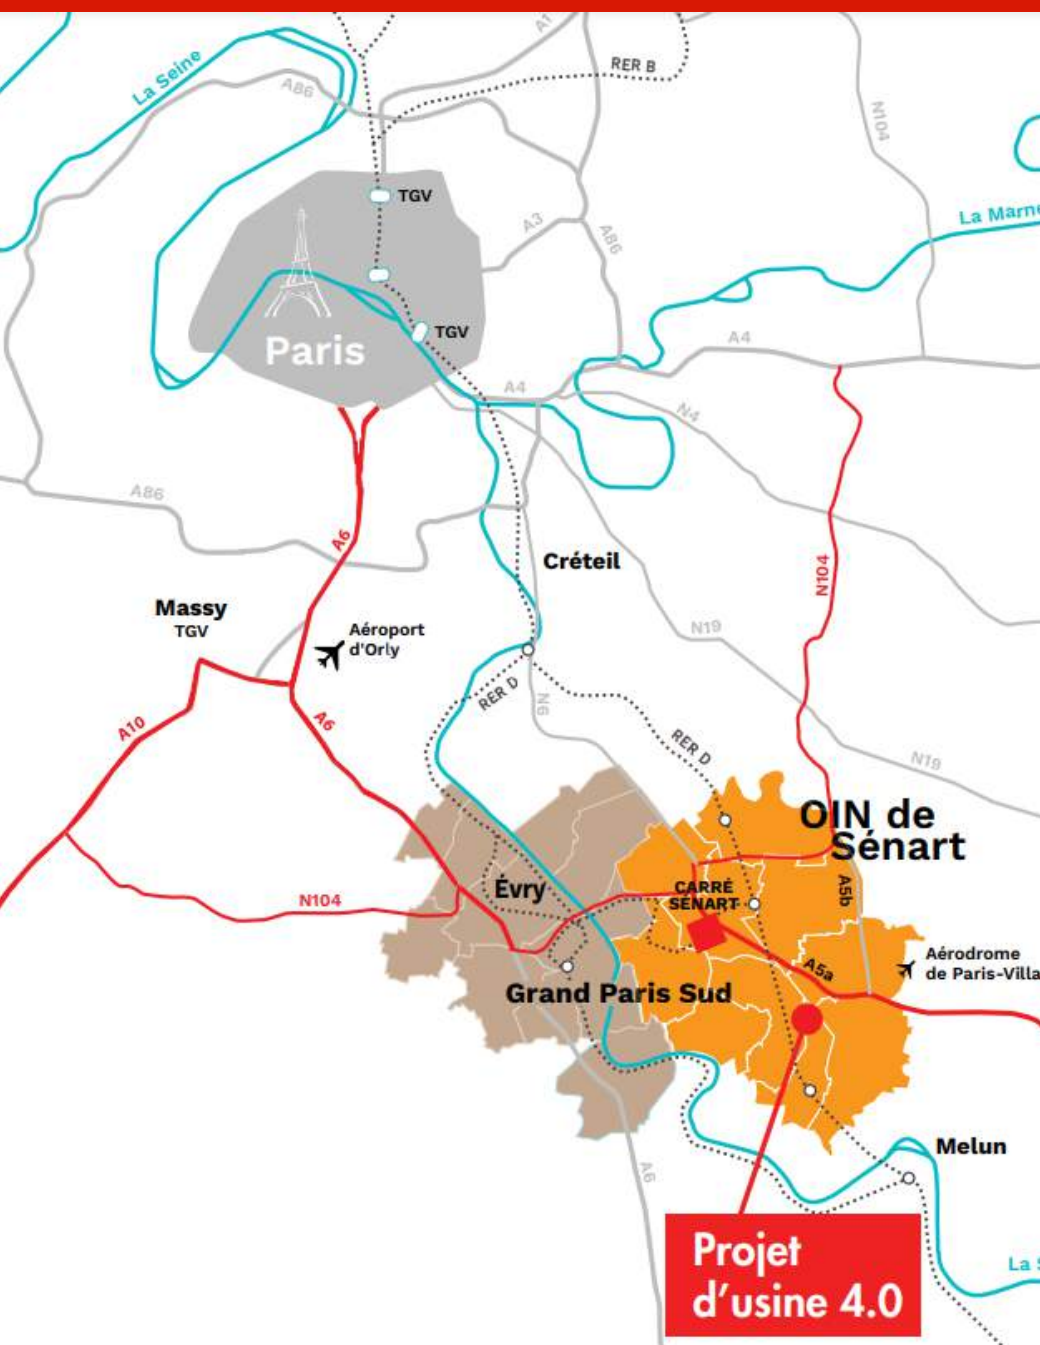 A1
RER B
La Seine
A86
N104
TGV
La Marne
A3
A86
TGV
Paris
A4
A4
N4
A86
A6
Créteil
N104
Massy
TGV
Aéroport
d'Orly
N19
RER D
N6
A10
A6
RER D
N19
OIN de
Sénart
Évry
CARRÉ
SÉNART
A5b
N104
Aérodrome
de Paris-Villa
A5a
Grand Paris Sud
Melun
A6
La S
Projet
d'usine 4.0